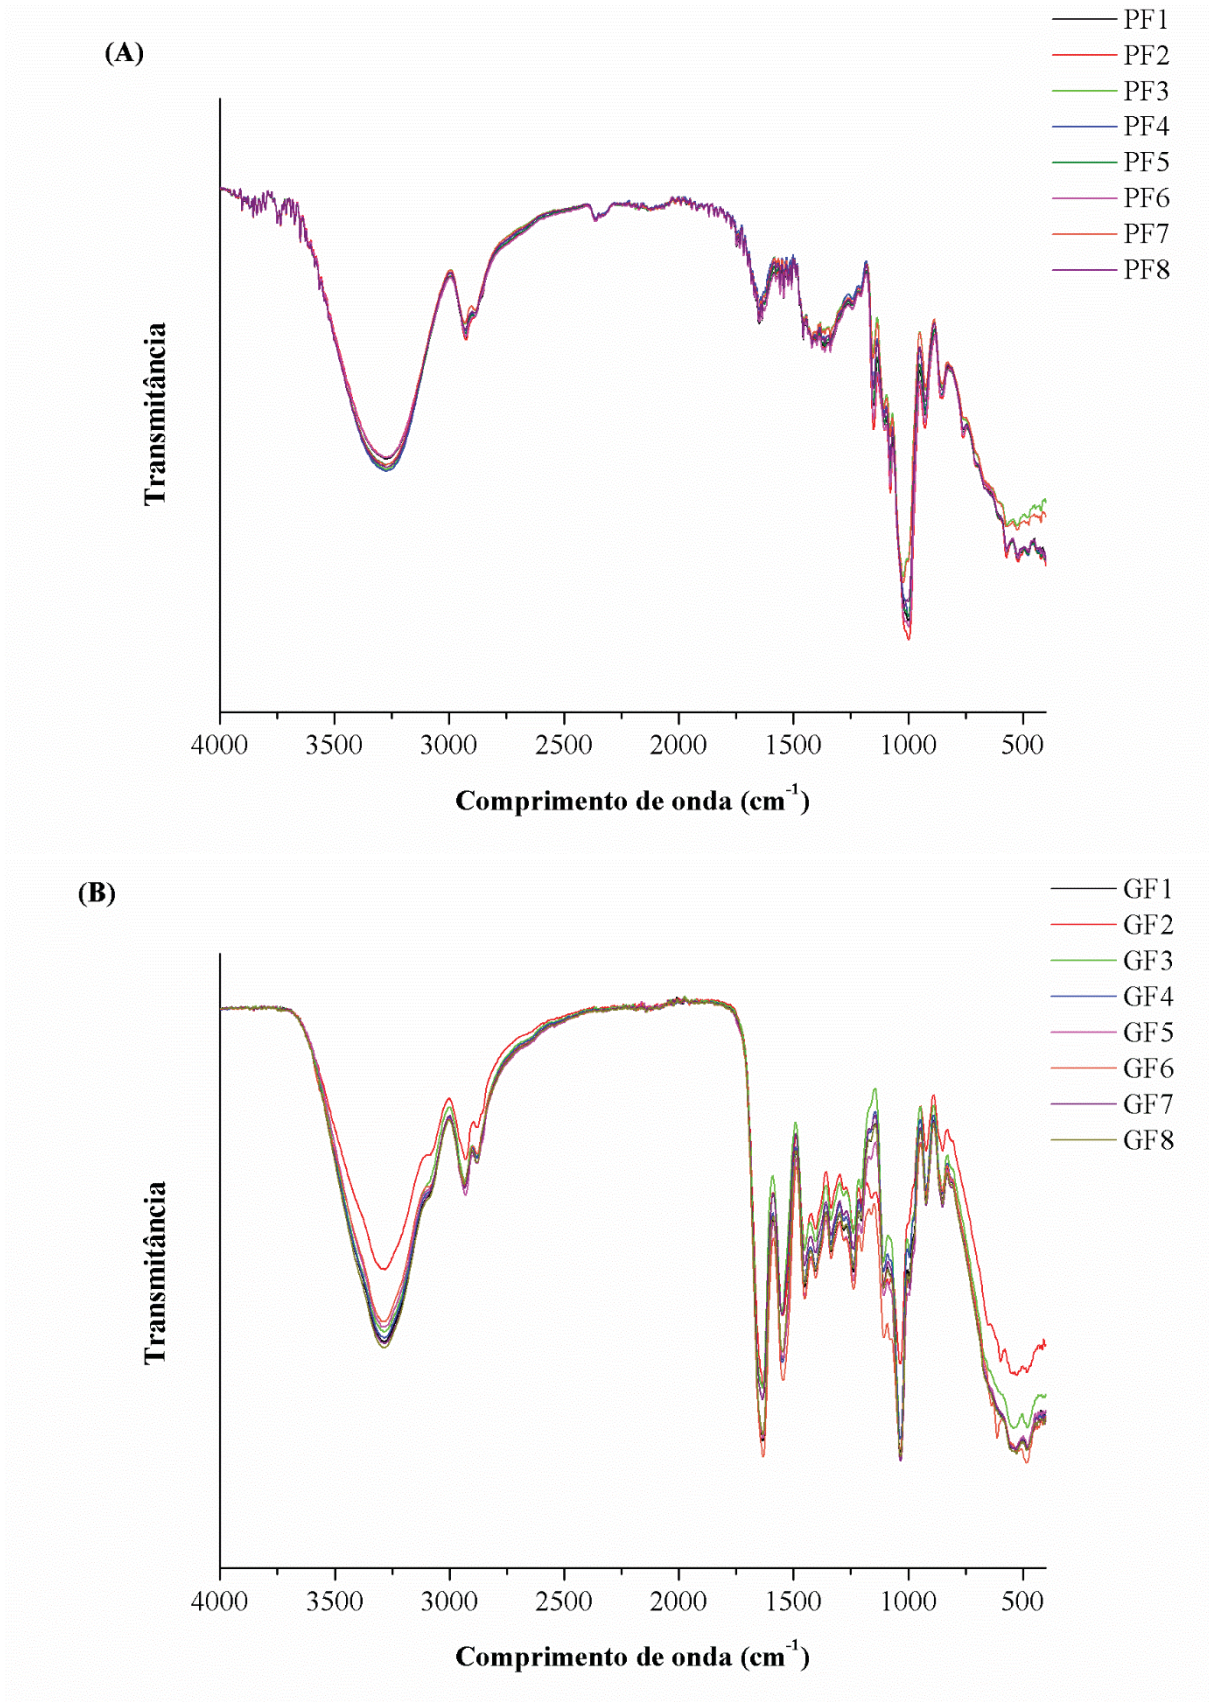 (A)
PF1
PF2
PF3
PF4
PF5
PF6
PF7
PF8
Transmitância
4000 3500 3000 2500 2000 1500 1000 500
Comprimento de onda (cm⁻¹)
(B)
GF1
GF2
GF3
GF4
GF5
GF6
GF7
GF8
Transmitância
4000 3500 3000 2500 2000 1500 1000 500
Comprimento de onda (cm⁻¹)